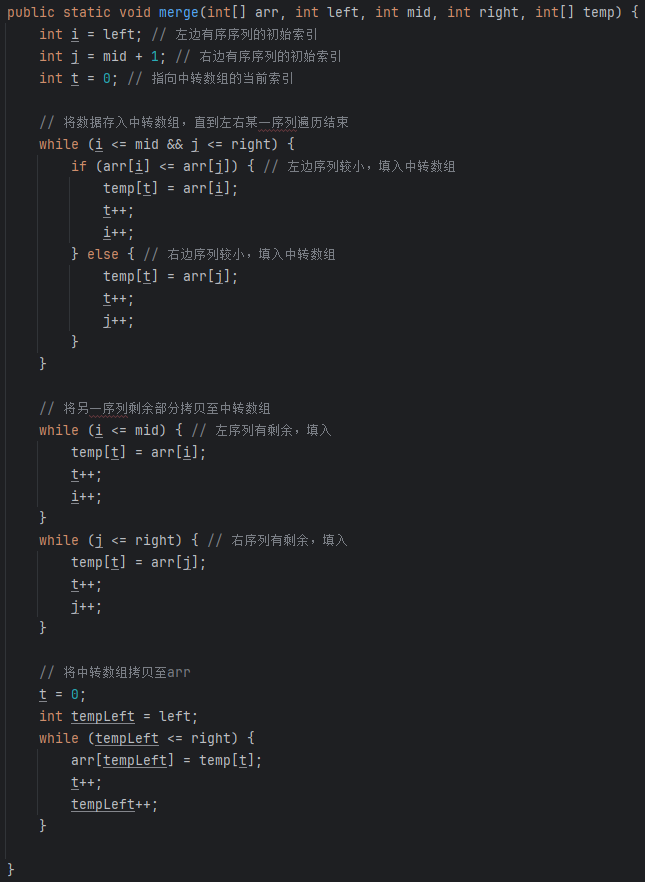 public static void merge(int[] arr, int left, int mid, int right, int[] temp) {
    int i = left; // 左边有序序列的初始索引
    int j = mid + 1; // 右边有序序列的初始索引
    int t = 0; // 指向中转数组的当前索引

    // 将数据存入中转数组，直到左右某一序列遍历结束
    while (i <= mid && j <= right) {
        if (arr[i] <= arr[j]) { // 左边序列较小，填入中转数组
            temp[t] = arr[i];
            t++;
            i++;
        } else { // 右边序列较小，填入中转数组
            temp[t] = arr[j];
            t++;
            j++;
        }
    }

    // 将另一序列剩余部分拷贝至中转数组
    while (i <= mid) { // 左序列有剩余，填入
        temp[t] = arr[i];
        t++;
        i++;
    }
    while (j <= right) { // 右序列有剩余，填入
        temp[t] = arr[j];
        t++;
        j++;
    }

    // 将中转数组拷贝至arr
    t = 0;
    int tempLeft = left;
    while (tempLeft <= right) {
        arr[tempLeft] = temp[t];
        t++;
        tempLeft++;
    }

}